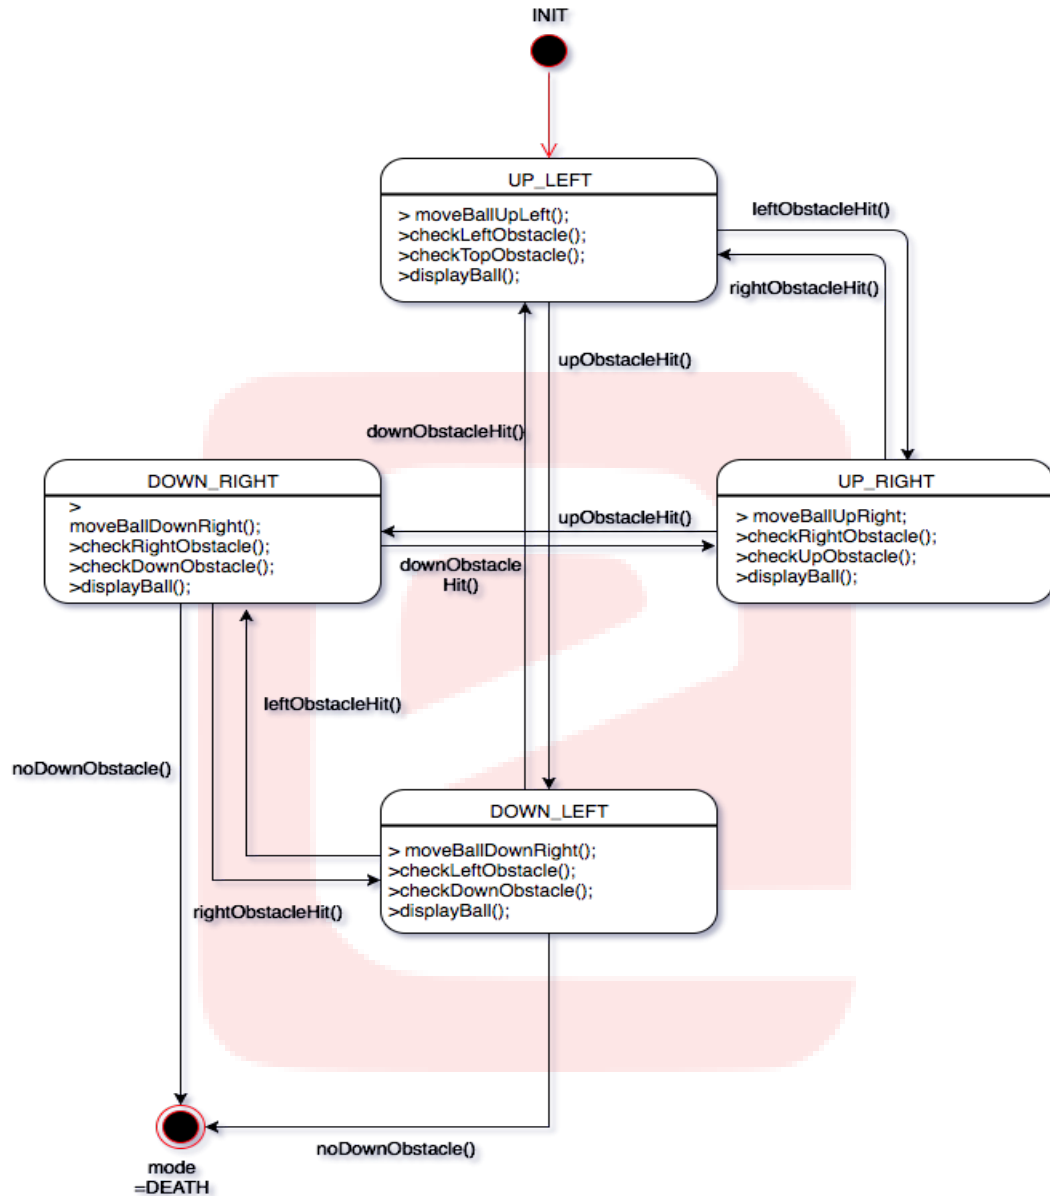 INIT
UP_LEFT
> moveBallUpLeft();
>checkLeftObstacle();
>checkTopObstacle();
>displayBall();
leftObstacleHit()
rightObstacleHit()
upObstacleHit()
downObstacleHit()
DOWN_RIGHT
>
moveBallDownRight();
>checkRightObstacle();
>checkDownObstacle();
>displayBall();
upObstacleHit()
downObstacle
Hit()
UP_RIGHT
> moveBallUpRight;
>checkRightObstacle();
>checkUpObstacle();
>displayBall();
leftObstacleHit()
noDownObstacle()
DOWN_LEFT
> moveBallDownRight();
>checkLeftObstacle();
>checkDownObstacle();
>displayBall();
rightObstacleHit()
noDownObstacle()
mode
=DEATH